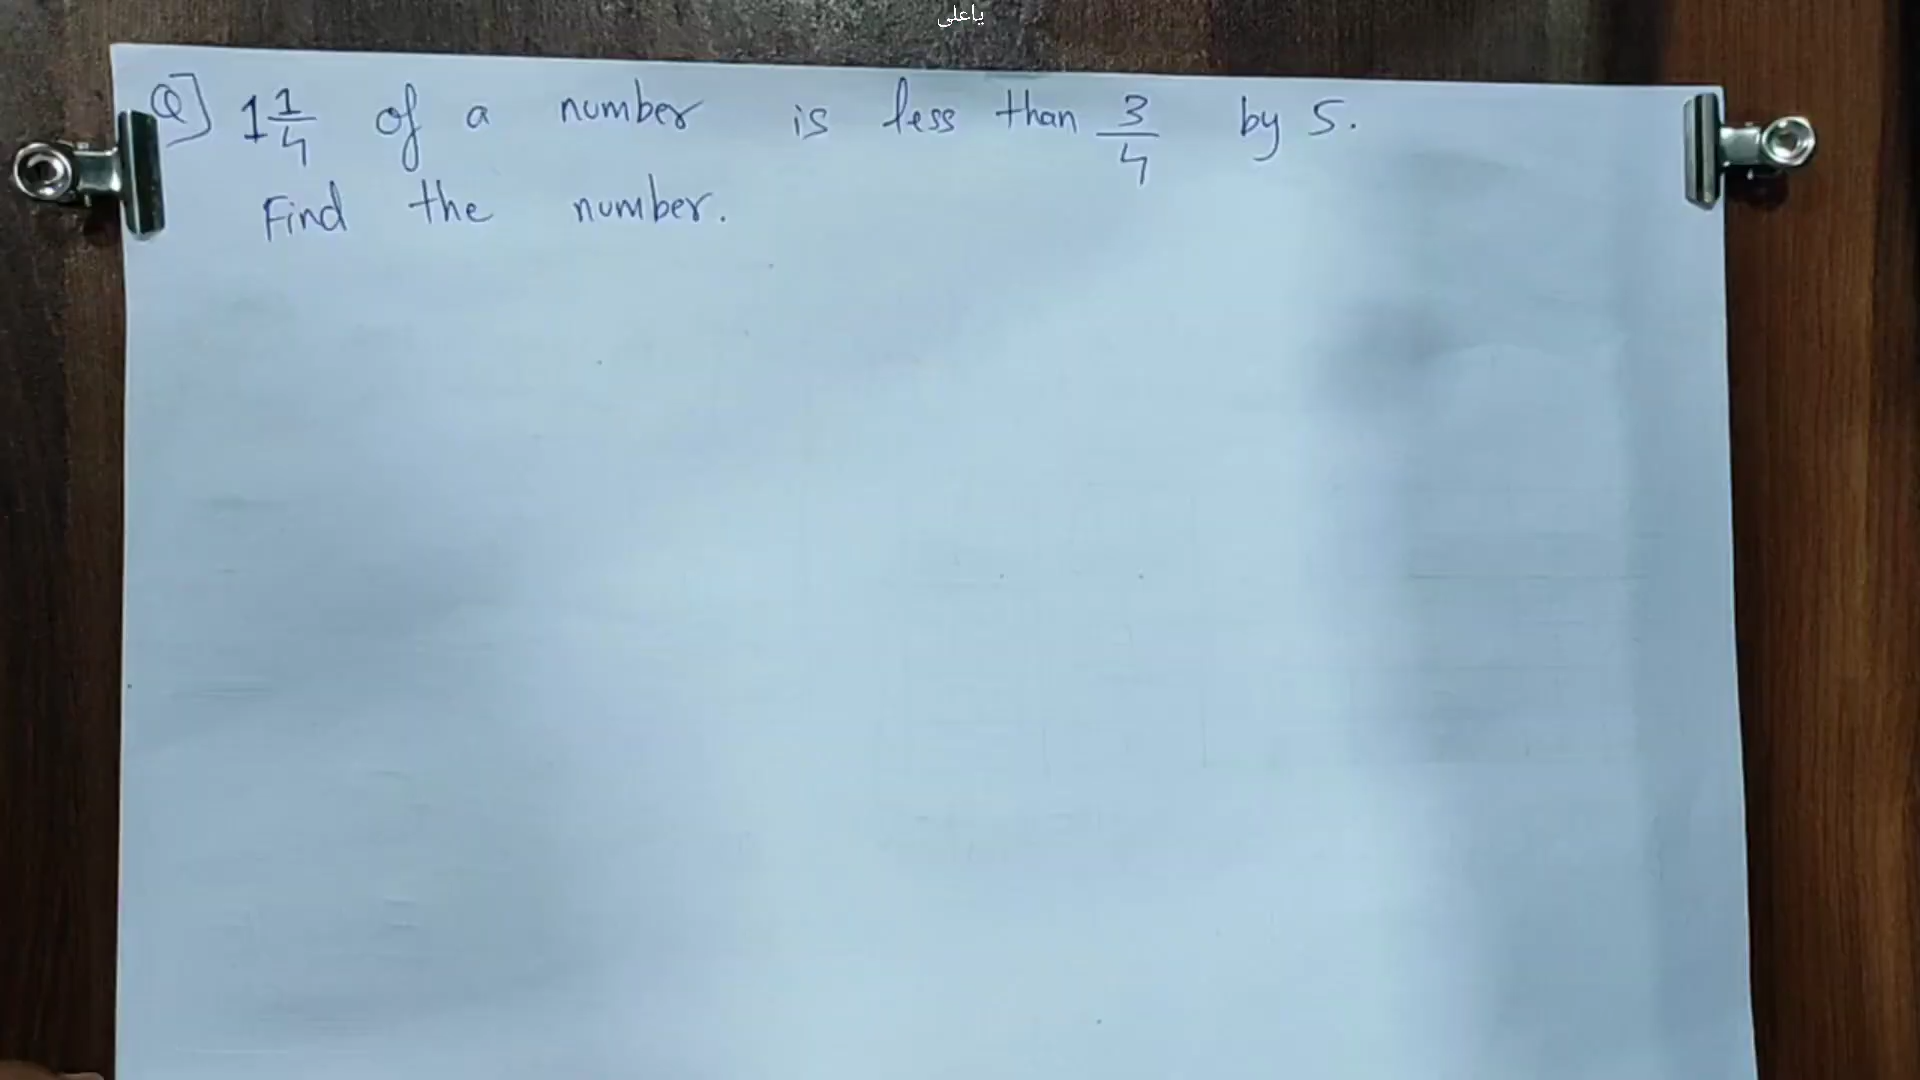 ياعلى
Q] 1 1/4 of a number is less than 3/4 by 5.
Find the number.